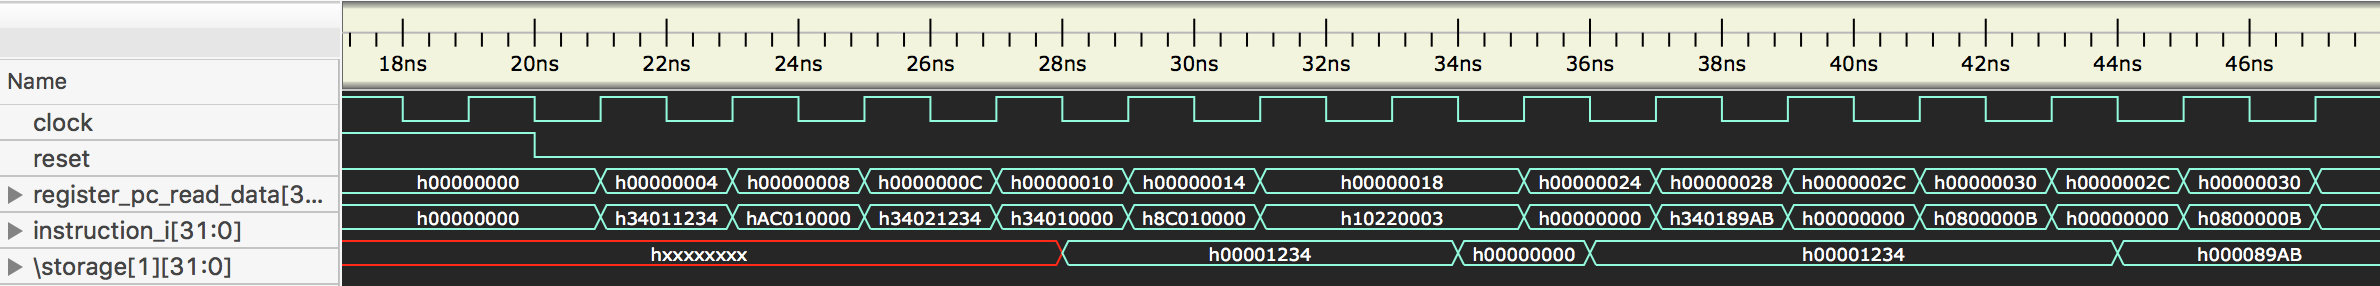 18ns 20ns 22ns 24ns 26ns 28ns 30ns 32ns 34ns 36ns 38ns 40ns 42ns 44ns 46ns
Name
clock
reset
register_pc_read_data[3... h00000000 h00000004 h00000008 h0000000C h00000010 h00000014 h00000018 h00000024 h00000028 h0000002C h00000030 h0000002C h00000030
instruction_i[31:0] h00000000 h34011234 hAC010000 h34021234 h34010000 h8C010000 h10220003 h00000000 h340189AB h00000000 h0800000B h00000000 h0800000B
\storage[1][31:0] hxxxxxxxx h00001234 h00000000 h00001234 h000089AB